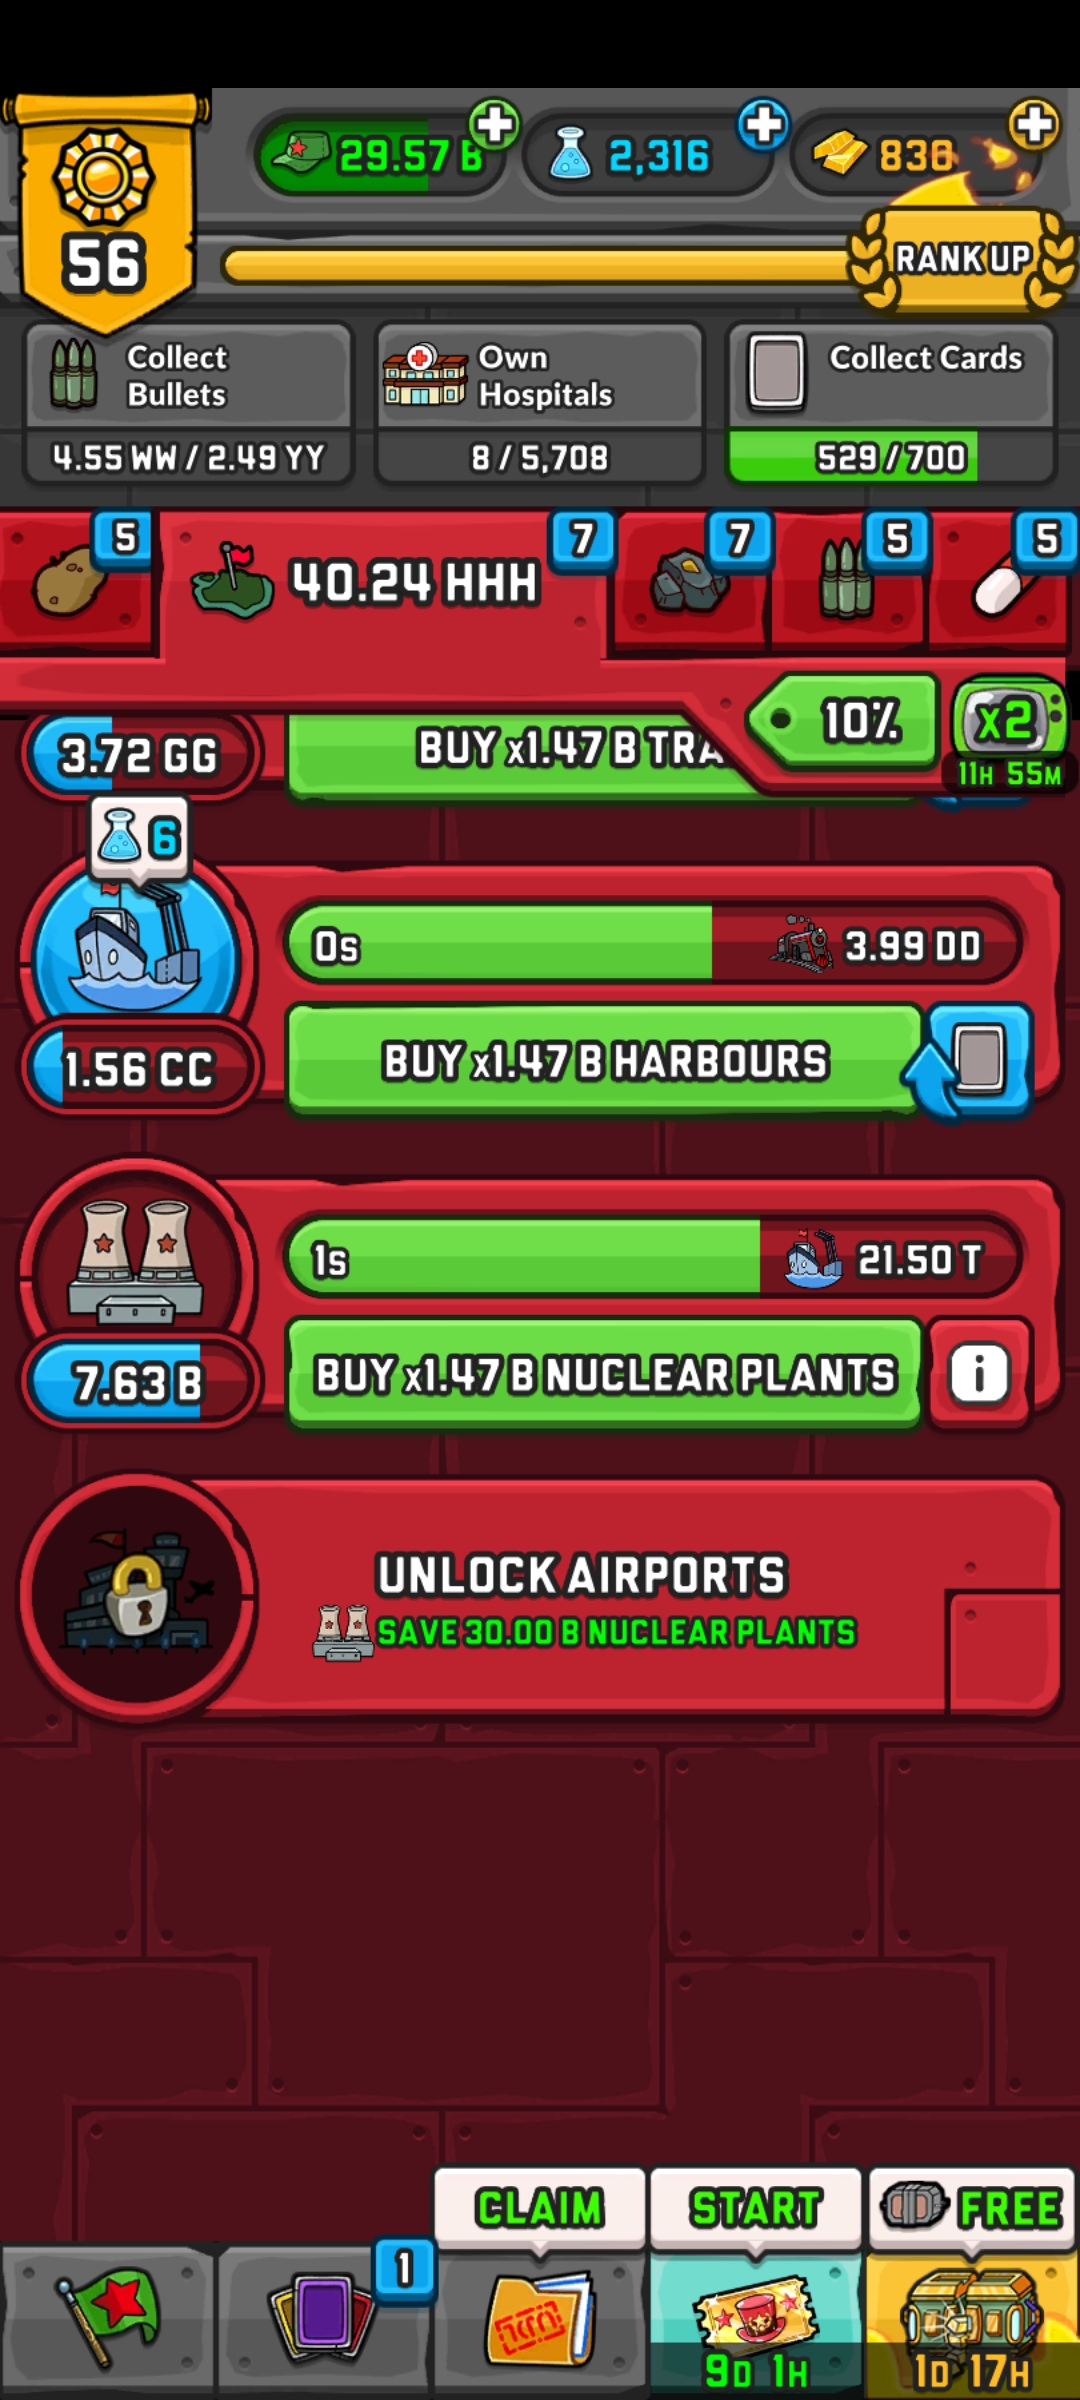 29.57 B
2,316
830
56
RANK UP
Collect
Bullets
4.55 WW / 2.49 YY
Own
Hospitals
8 / 5,708
Collect Cards
529 / 700
5
40.24 HHH
7
7
5
5
10%
x2
11H 55M
3.72 GG
BUY x1.47 B TRA
6
0s
3.99 DD
1.56 CC
BUY x1.47 B HARBOURS
1s
21.50 T
7.63 B
BUY x1.47 B NUCLEAR PLANTS
i
UNLOCK AIRPORTS
SAVE 30.00 B NUCLEAR PLANTS
CLAIM
START
FREE
1
9D 1H
1D 17H